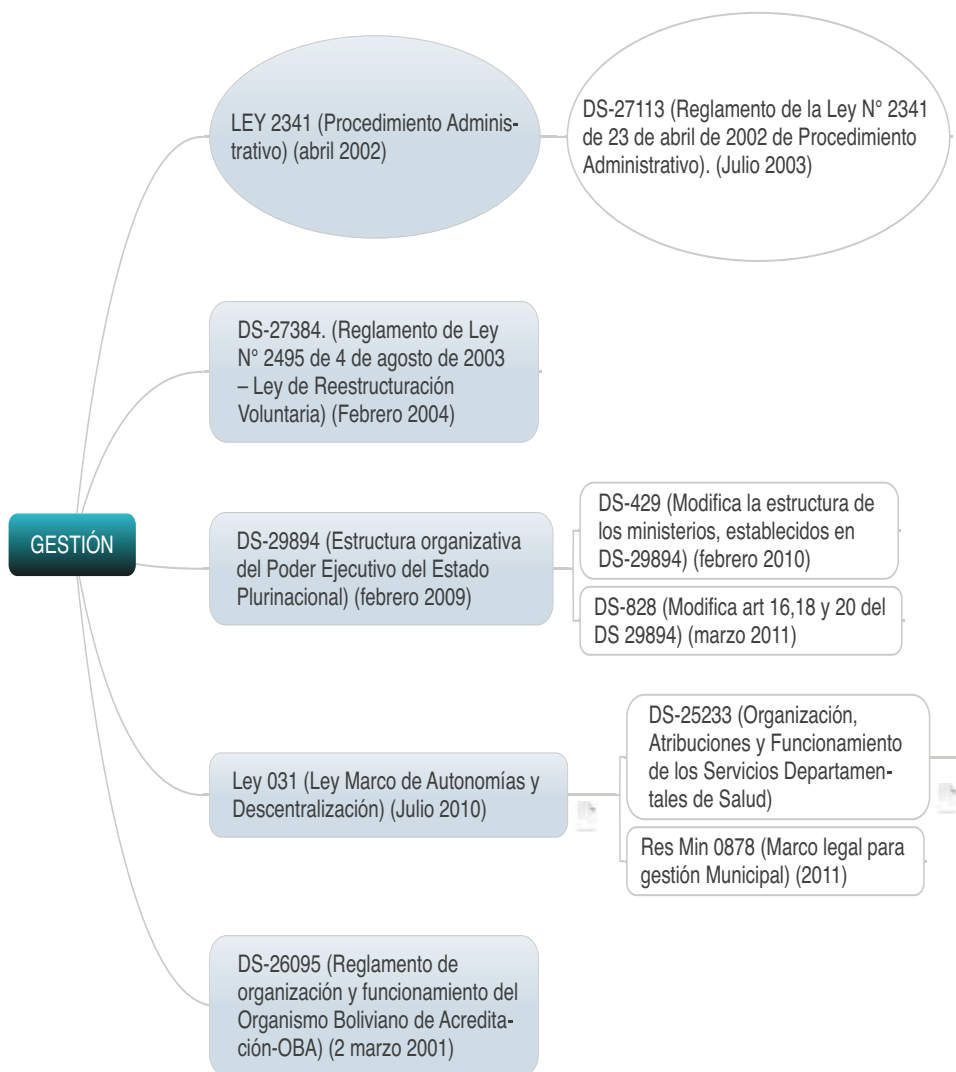 LEY 2341 (Procedimiento Adminis-
trativo) (abril 2002)
DS-27113 (Reglamento de la Ley N° 2341
de 23 de abril de 2002 de Procedimiento
Administrativo). (Julio 2003)
DS-27384. (Reglamento de Ley
N° 2495 de 4 de agosto de 2003
– Ley de Reestructuración
Voluntaria) (Febrero 2004)
GESTIÓN
DS-29894 (Estructura organizativa
del Poder Ejecutivo del Estado
Plurinacional) (febrero 2009)
DS-429 (Modifica la estructura de
los ministerios, establecidos en
DS-29894) (febrero 2010)
DS-828 (Modifica art 16,18 y 20 del
DS 29894) (marzo 2011)
Ley 031 (Ley Marco de Autonomías y
Descentralización) (Julio 2010)
DS-25233 (Organización,
Atribuciones y Funcionamiento
de los Servicios Departamen-
tales de Salud)
Res Min 0878 (Marco legal para
gestión Municipal) (2011)
DS-26095 (Reglamento de
organización y funcionamiento del
Organismo Boliviano de Acredita-
ción-OBA) (2 marzo 2001)